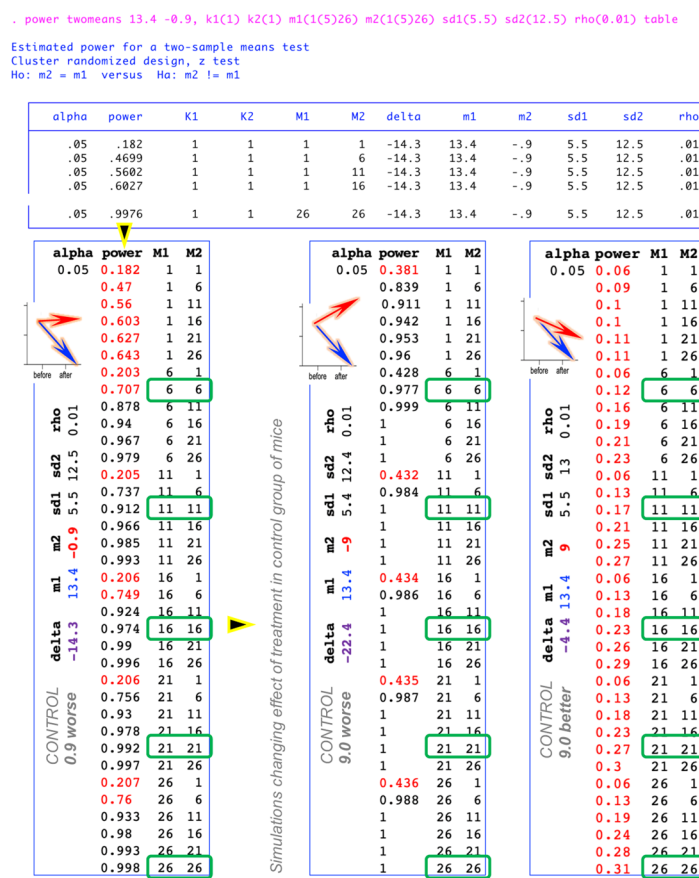 . power twomeans 13.4 -0.9, k1(1) k2(1) m1(1(5)26) m2(1(5)26) sd1(5.5) sd2(12.5) rho(0.01) table
Estimated power for a two-sample means test
Cluster randomized design, z test
Ho: m2 = m1 versus Ha: m2 != m1
alpha power K1 K2 M1 M2 delta m1 m2 sd1 sd2 rho
.05 .182 1 1 1 1 -14.3 13.4 -.9 5.5 12.5 .01
.05 .4699 1 1 1 6 -14.3 13.4 -.9 5.5 12.5 .01
.05 .5602 1 1 1 11 -14.3 13.4 -.9 5.5 12.5 .01
.05 .6027 1 1 1 16 -14.3 13.4 -.9 5.5 12.5 .01
.05 .9976 1 1 26 26 -14.3 13.4 -.9 5.5 12.5 .01
alpha power M1 M2
0.05 0.182 1 1
0.47 1 6
0.56 1 11
0.603 1 16
0.627 1 21
0.643 1 26
0.203 6 1
0.707 6 6
0.878 6 11
0.94 6 16
0.967 6 21
0.979 6 26
0.205 11 1
0.737 11 6
0.912 11 11
0.966 11 16
0.985 11 21
0.993 11 26
0.206 16 1
0.749 16 6
0.924 16 11
0.974 16 16
0.99 16 21
0.996 16 26
0.206 21 1
0.756 21 6
0.93 21 11
0.978 21 16
0.992 21 21
0.997 21 26
0.207 26 1
0.76 26 6
0.933 26 11
0.98 26 16
0.993 26 21
0.998 26 26
before after
delta m1 m2 sd1 sd2 rho
-14.3 13.4 -0.9 5.5 12.5 0.01
CONTROL
0.9 worse
Simulations changing effect of treatment in control group of mice
alpha power M1 M2
0.05 0.381 1 1
0.839 1 6
0.911 1 11
0.942 1 16
0.953 1 21
0.96 1 26
0.428 6 1
0.977 6 6
0.999 6 11
1 6 16
1 6 21
1 6 26
0.432 11 1
0.984 11 6
1 11 11
1 11 16
1 11 21
1 11 26
0.434 16 1
0.986 16 6
1 16 11
1 16 16
1 16 21
1 16 26
0.435 21 1
0.987 21 6
1 21 11
1 21 16
1 21 21
1 21 26
0.436 26 1
0.988 26 6
1 26 11
1 26 16
1 26 21
1 26 26
before after
delta m1 m2 sd1 sd2 rho
-22.4 13.4 -9 5.4 12.4 0.01
CONTROL
9.0 worse
alpha power M1 M2
0.05 0.06 1 1
0.09 1 6
0.1 1 11
0.1 1 16
0.11 1 21
0.11 1 26
0.06 6 1
0.12 6 6
0.16 6 11
0.19 6 16
0.21 6 21
0.23 6 26
0.06 11 1
0.13 11 6
0.17 11 11
0.21 11 16
0.25 11 21
0.27 11 26
0.06 16 1
0.13 16 6
0.18 16 11
0.23 16 16
0.26 16 21
0.29 16 26
0.06 21 1
0.13 21 6
0.18 21 11
0.23 21 16
0.27 21 21
0.3 21 26
0.06 26 1
0.13 26 6
0.19 26 11
0.24 26 16
0.28 26 21
0.31 26 26
before after
delta m1 m2 sd1 sd2 rho
-4.4 13.4 9 5.5 13 0.01
CONTROL
9.0 better